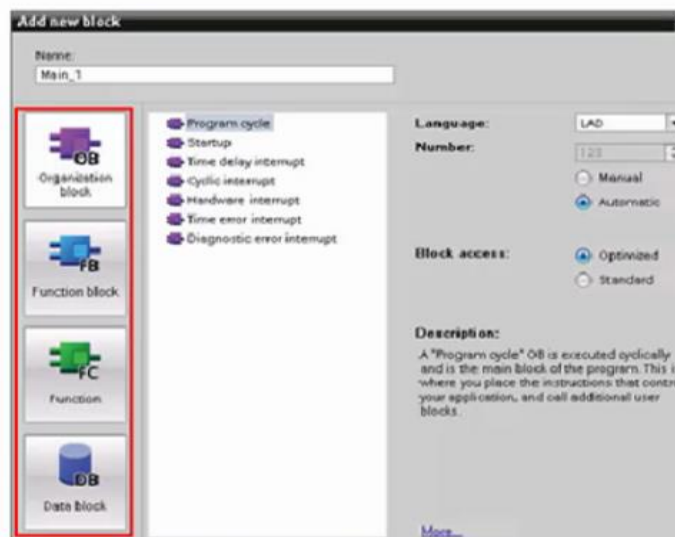 Add new block
Name:
Main_1
OB
Organization
block
FB
Function block
FC
Function
DB
Data block
Program cycle
Startup
Time delay interrupt
Cyclic interrupt
Hardware interrupt
Time error interrupt
Diagnostic error interrupt
Language:
LAD
Number:
123
Manual
Automatic
Block access:
Optimized
Standard
Description:
A "Program cycle" OB is executed cyclically
and is the main block of the program. This i
where you place the instructions that contr
your application, and call additional user
blocks.
More...